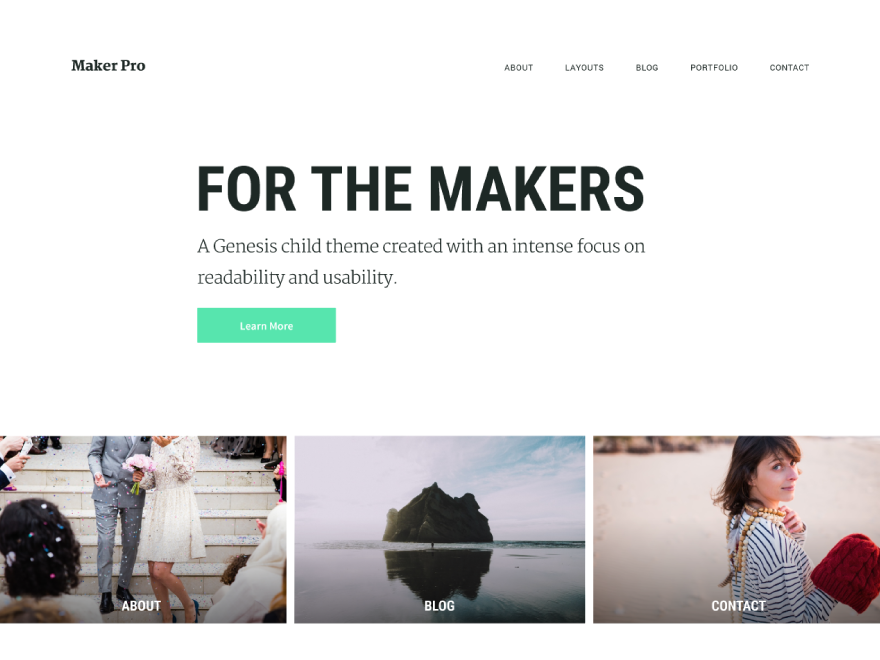 Maker Pro
ABOUT LAYOUTS BLOG PORTFOLIO CONTACT
FOR THE MAKERS
A Genesis child theme created with an intense focus on
readability and usability.
Learn More
ABOUT
BLOG
CONTACT